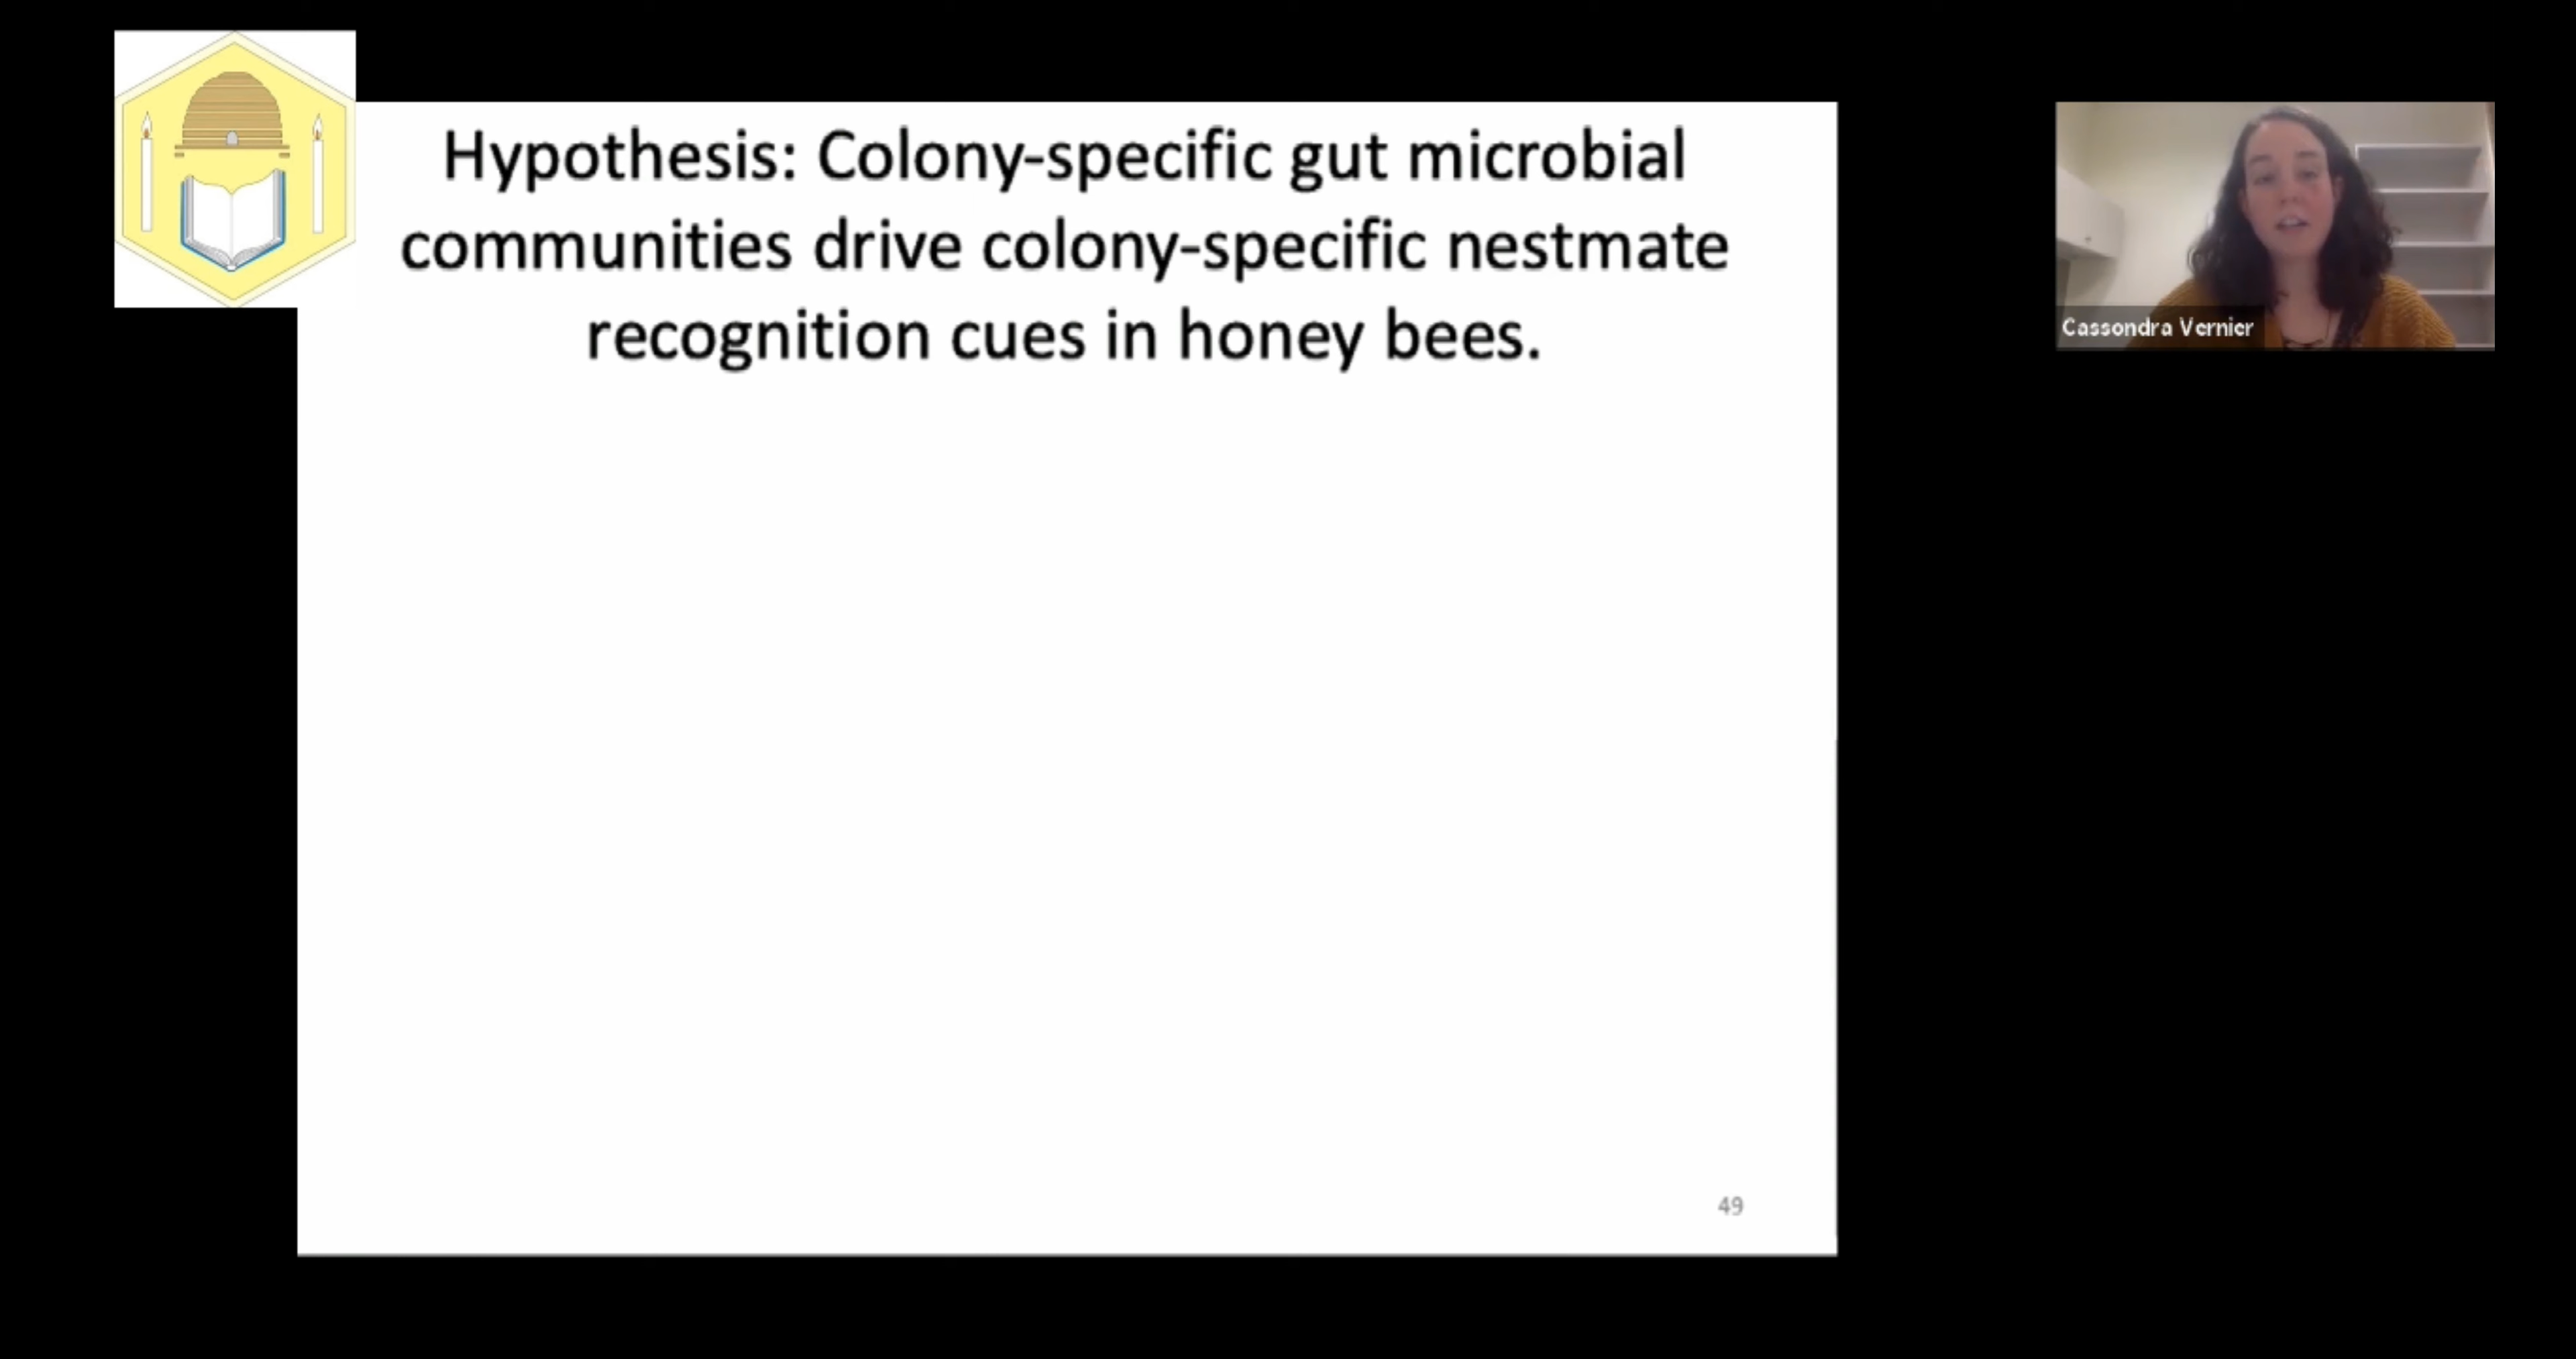 Hypothesis: Colony-specific gut microbial
communities drive colony-specific nestmate
recognition cues in honey bees.
Cassondra Vernier
49